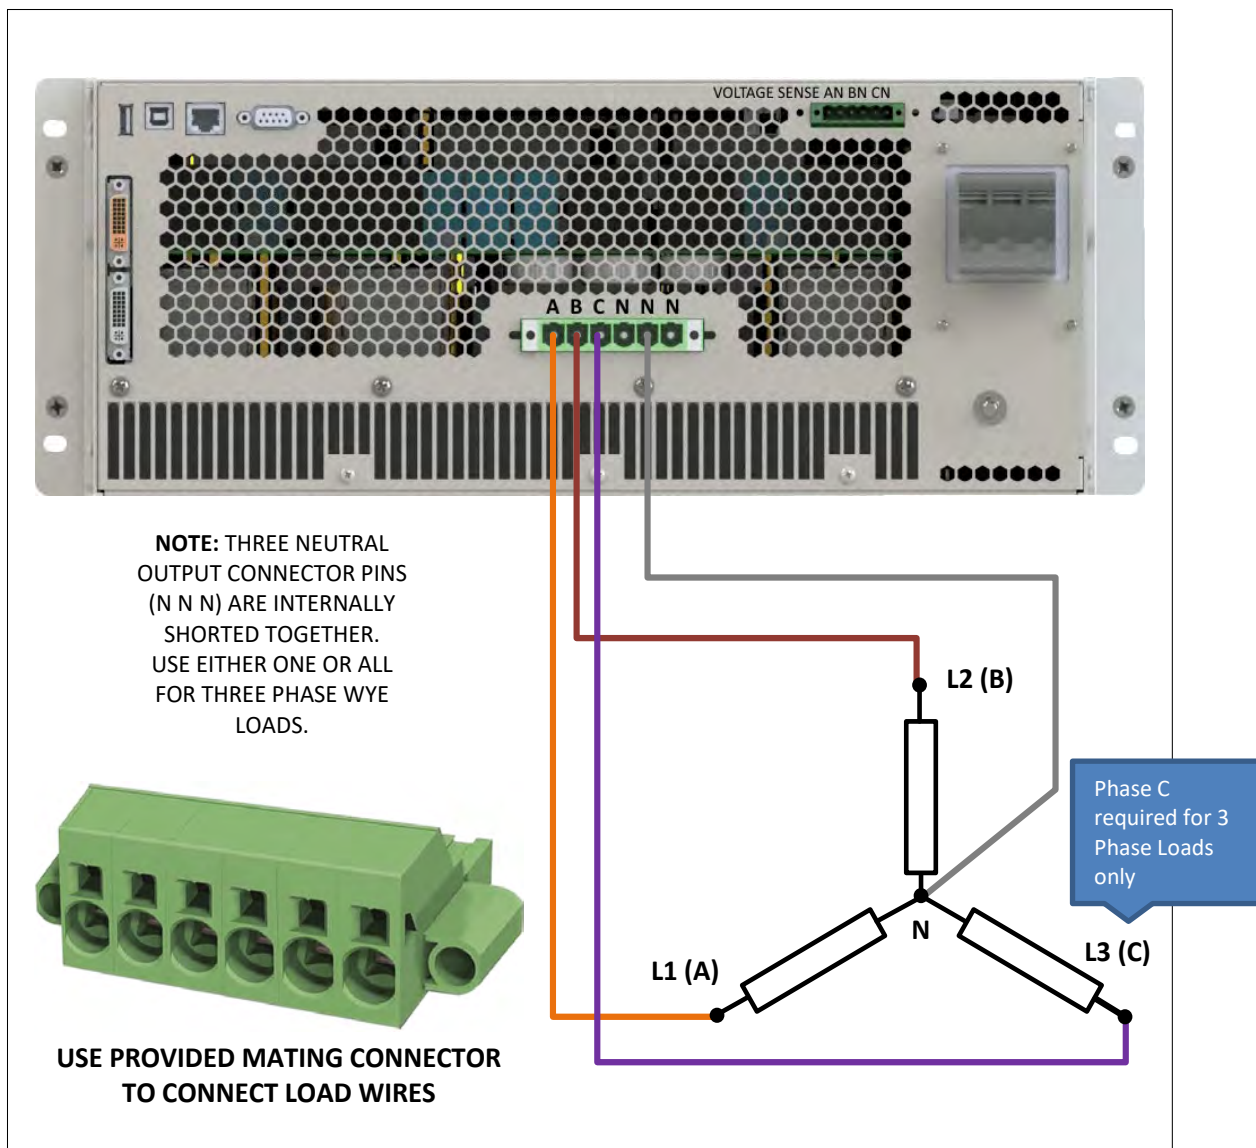 VOLTAGE SENSE AN BN CN
A B C N N N
NOTE: THREE NEUTRAL
OUTPUT CONNECTOR PINS
(N N N) ARE INTERNALLY
SHORTED TOGETHER.
USE EITHER ONE OR ALL
FOR THREE PHASE WYE
LOADS.
L2 (B)
Phase C
required for 3
Phase Loads
only
N
L3 (C)
L1 (A)
USE PROVIDED MATING CONNECTOR
TO CONNECT LOAD WIRES